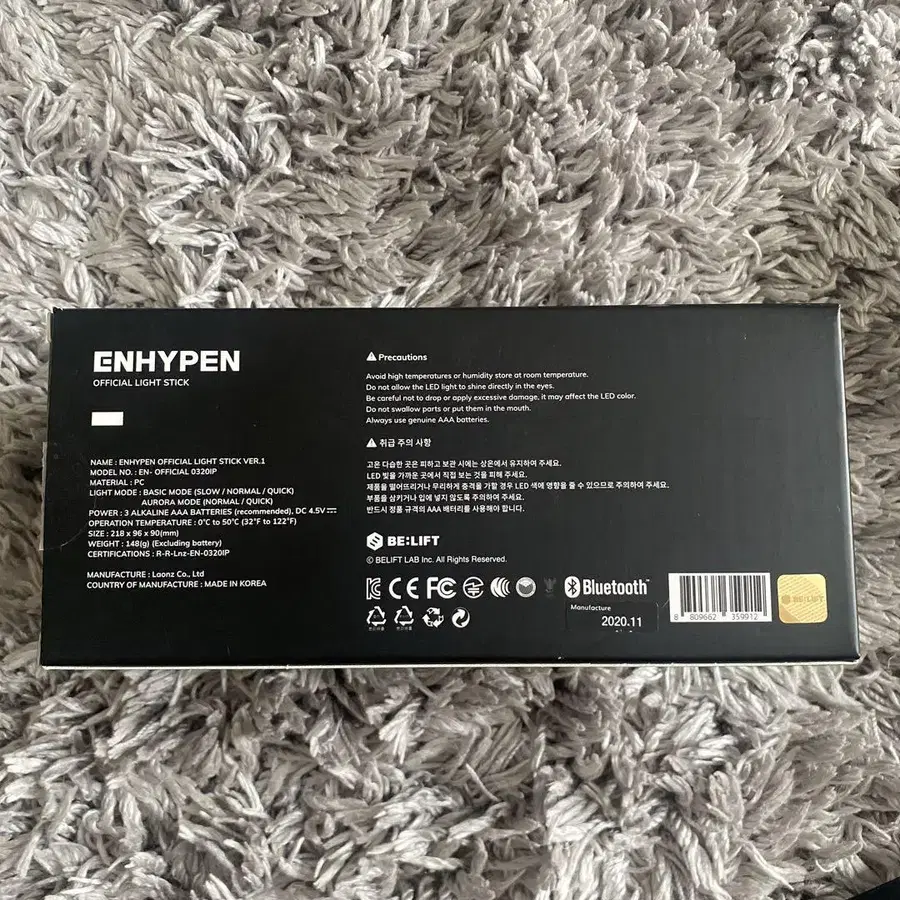 ENHYPEN
OFFICIAL LIGHT STICK
NAME : ENHYPEN OFFICIAL LIGHT STICK VER.1
MODEL NO. : EN- OFFICIAL 0320IP
MATERIAL : PC
LIGHT MODE : BASIC MODE (SLOW / NORMAL / QUICK)
AURORA MODE (NORMAL / QUICK)
POWER : 3 ALKALINE AAA BATTERIES (recommended), DC 4.5V
OPERATION TEMPERATURE : 0°C to 50°C (32°F to 122°F)
SIZE : 218 x 96 x 90(mm)
WEIGHT : 148(g) (Excluding battery)
CERTIFICATIONS : R-R-Lnz-EN-0320IP
MANUFACTURE : Laonz Co., Ltd
COUNTRY OF MANUFACTURE : MADE IN KOREA
Precautions
Avoid high temperatures or humidity store at room temperature.
Do not allow the LED light to shine directly in the eyes.
Be careful not to drop or apply excessive damage, it may affect the LED color.
Do not swallow parts or put them in the mouth.
Always use genuine AAA batteries.
취급 주의 사항
고온 다습한 곳은 피하고 보관 시에는 상온에서 유지하여 주세요.
LED 빛을 가까운 곳에서 직접 보는 것을 피해 주세요.
제품을 떨어뜨리거나 무리하게 충격을 가할 경우 LED 색에 영향을 줄 수 있으므로 주의하여 주세요.
부품을 삼키거나 입에 넣지 않도록 주의하여 주세요.
반드시 정품 규격의 AAA 배터리를 사용해야 합니다.
BE:LIFT
© BELIFT LAB Inc. All Rights Reserved.
CE FC Bluetooth
Manufacture
2020.11
8 809662 359912
BE:LIFT